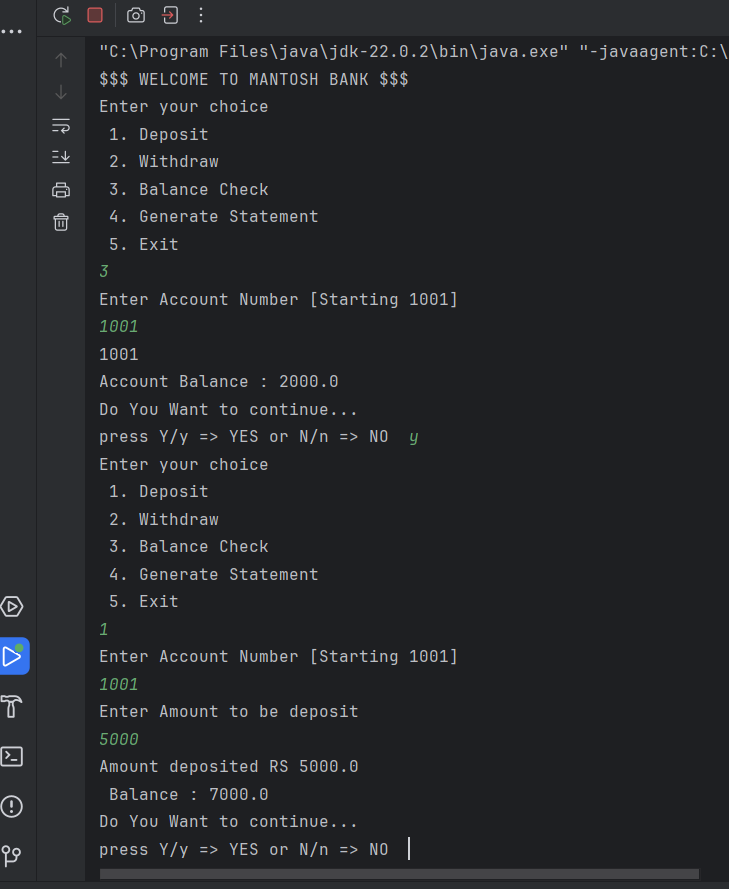 "C:\Program Files\java\jdk-22.0.2\bin\java.exe" "-javaagent:C:\
$$$ WELCOME TO MANTOSH BANK $$$
Enter your choice
 1. Deposit
 2. Withdraw
 3. Balance Check
 4. Generate Statement
 5. Exit
3
Enter Account Number [Starting 1001]
1001
1001
Account Balance : 2000.0
Do You Want to continue...
press Y/y => YES or N/n => NO  y
Enter your choice
 1. Deposit
 2. Withdraw
 3. Balance Check
 4. Generate Statement
 5. Exit
1
Enter Account Number [Starting 1001]
1001
Enter Amount to be deposit
5000
Amount deposited RS 5000.0
 Balance : 7000.0
Do You Want to continue...
press Y/y => YES or N/n => NO